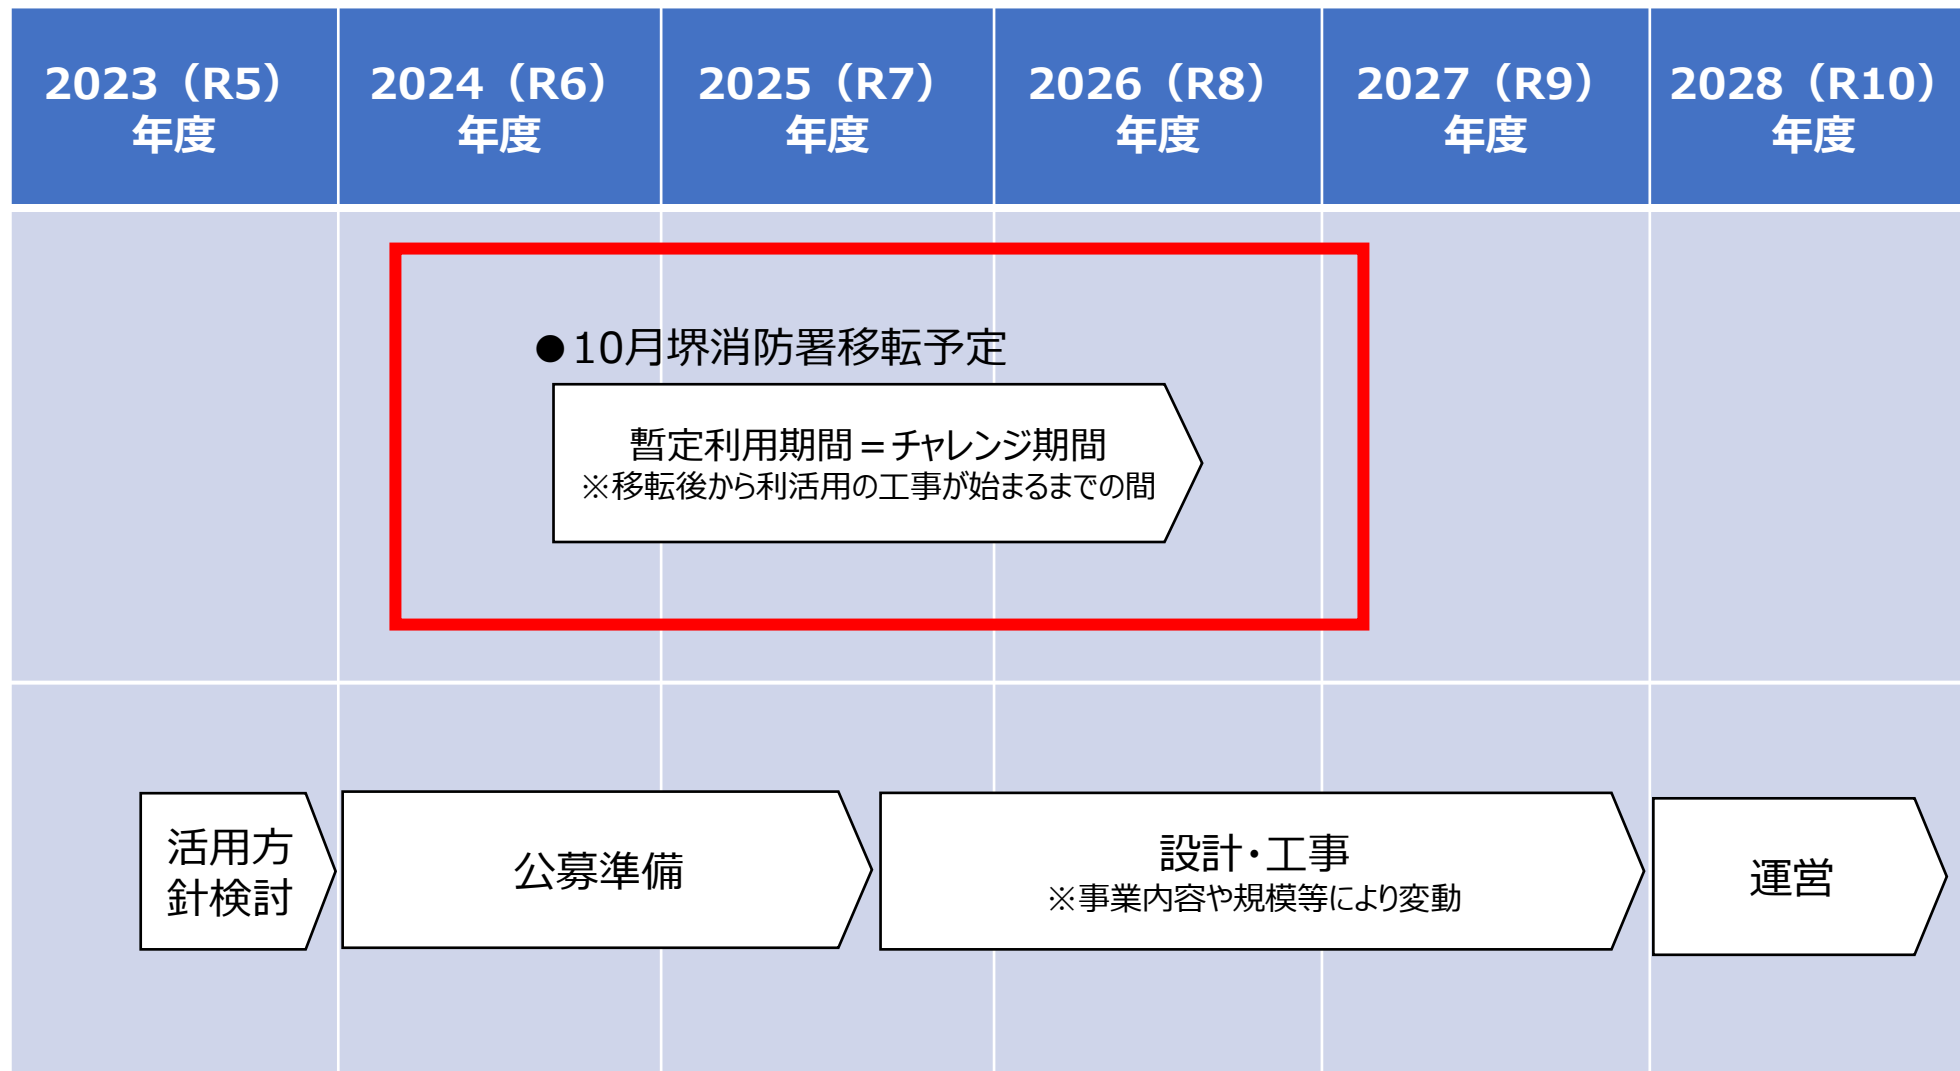 2023（R5）
年度
2024（R6）
年度
2025（R7）
年度
2026（R8）
年度
2027（R9）
年度
2028（R10）
年度
●10月堺消防署移転予定
暫定利用期間＝チャレンジ期間
※移転後から利活用の工事が始まるまでの間
活用方
針検討
公募準備
設計・工事
※事業内容や規模等により変動
運営